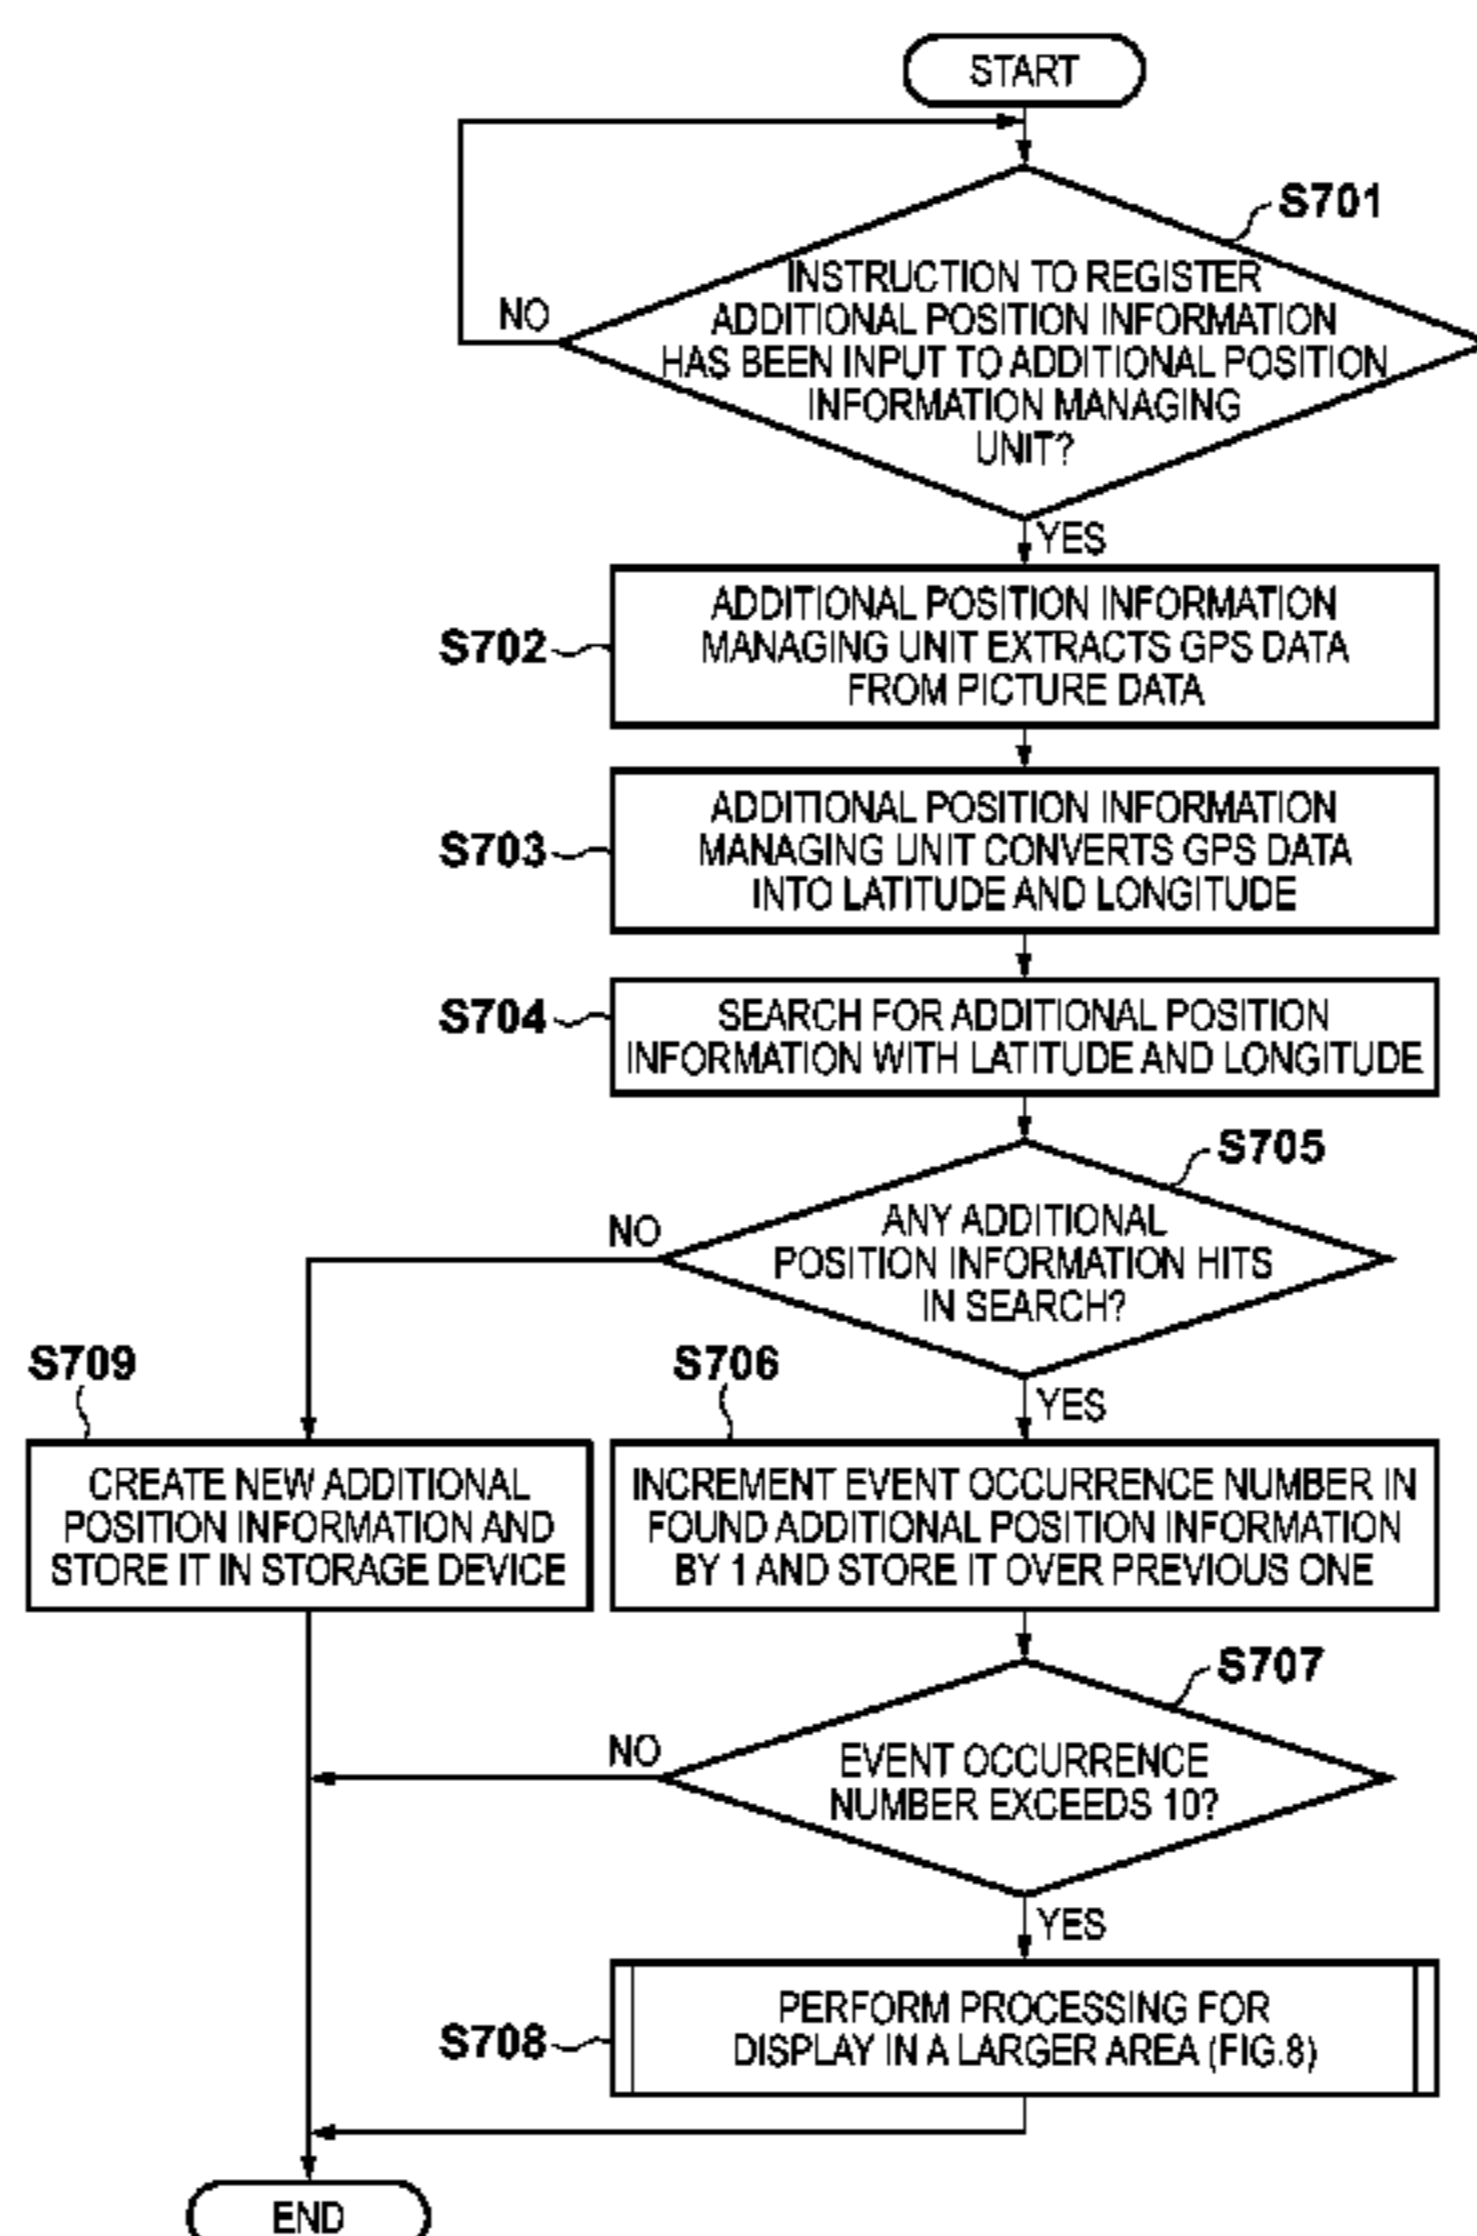 START
S701
INSTRUCTION TO REGISTER
ADDITIONAL POSITION INFORMATION
HAS BEEN INPUT TO ADDITIONAL POSITION
INFORMATION MANAGING
UNIT?
NO
YES
S702
ADDITIONAL POSITION INFORMATION
MANAGING UNIT EXTRACTS GPS DATA
FROM PICTURE DATA
S703
ADDITIONAL POSITION INFORMATION
MANAGING UNIT CONVERTS GPS DATA
INTO LATITUDE AND LONGITUDE
S704
SEARCH FOR ADDITIONAL POSITION
INFORMATION WITH LATITUDE AND LONGITUDE
S705
ANY ADDITIONAL
POSITION INFORMATION HITS
IN SEARCH?
NO
YES
S709
CREATE NEW ADDITIONAL
POSITION INFORMATION AND
STORE IT IN STORAGE DEVICE
S706
INCREMENT EVENT OCCURRENCE NUMBER IN
FOUND ADDITIONAL POSITION INFORMATION
BY 1 AND STORE IT OVER PREVIOUS ONE
S707
EVENT OCCURRENCE
NUMBER EXCEEDS 10?
NO
YES
S708
PERFORM PROCESSING FOR
DISPLAY IN A LARGER AREA (FIG.8)
END